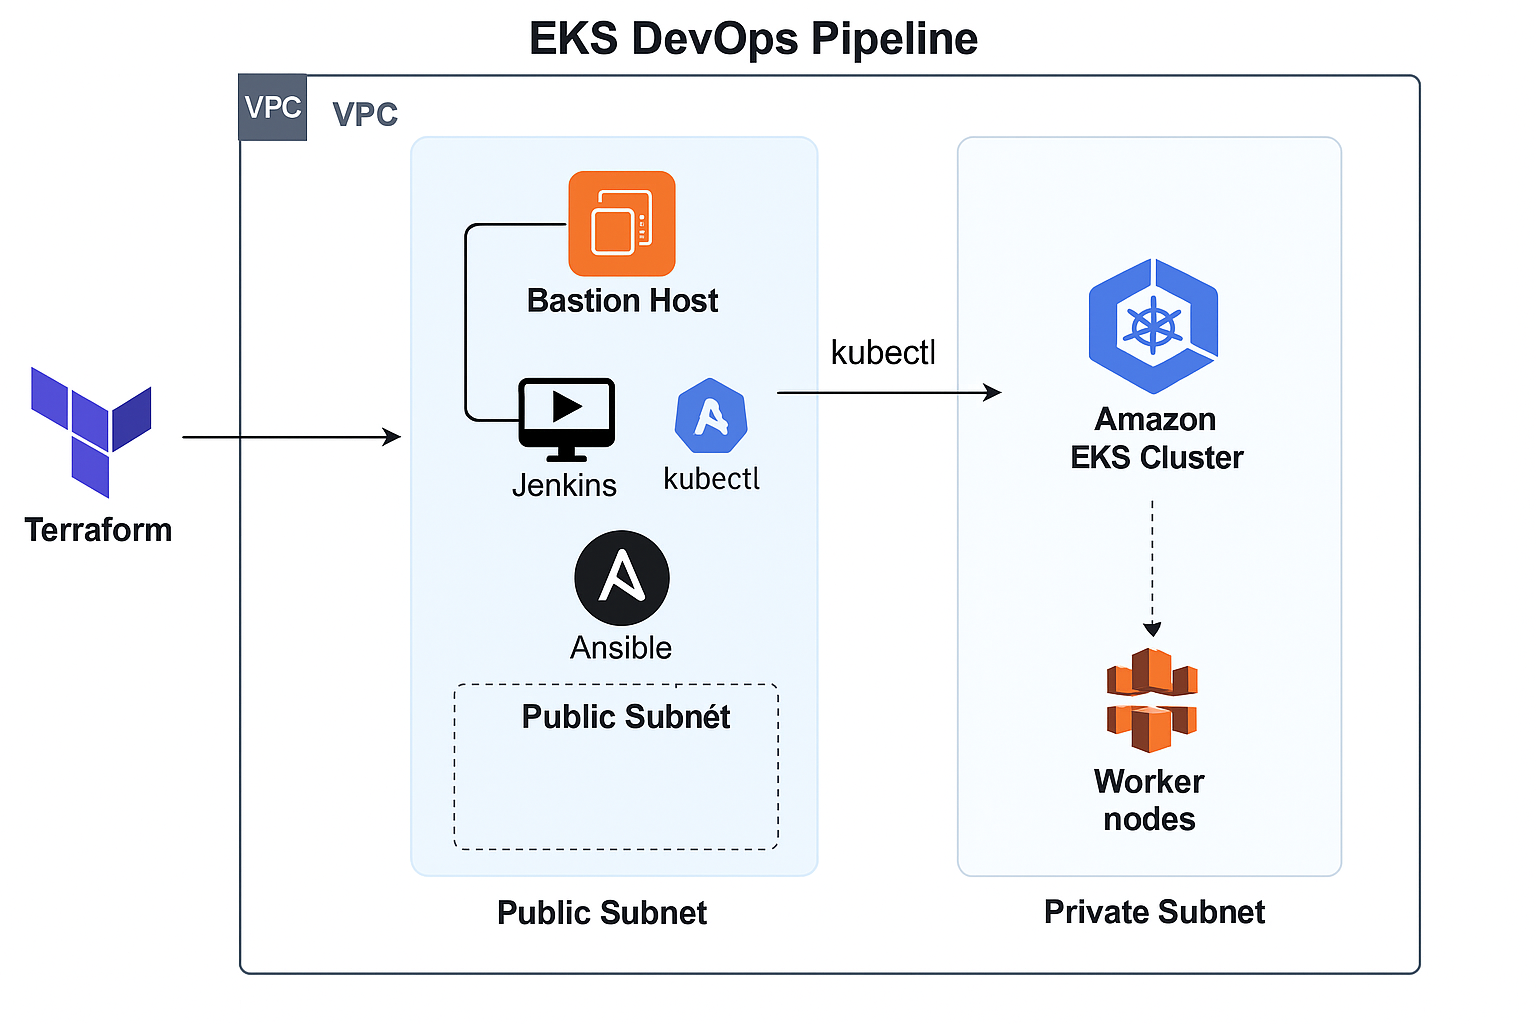 EKS DevOps Pipeline
VPC
VPC
Bastion Host
Jenkins
kubectl
Ansible
Public Subnét
Public Subnet
Terraform
kubectl
Amazon
EKS Cluster
Worker
nodes
Private Subnet